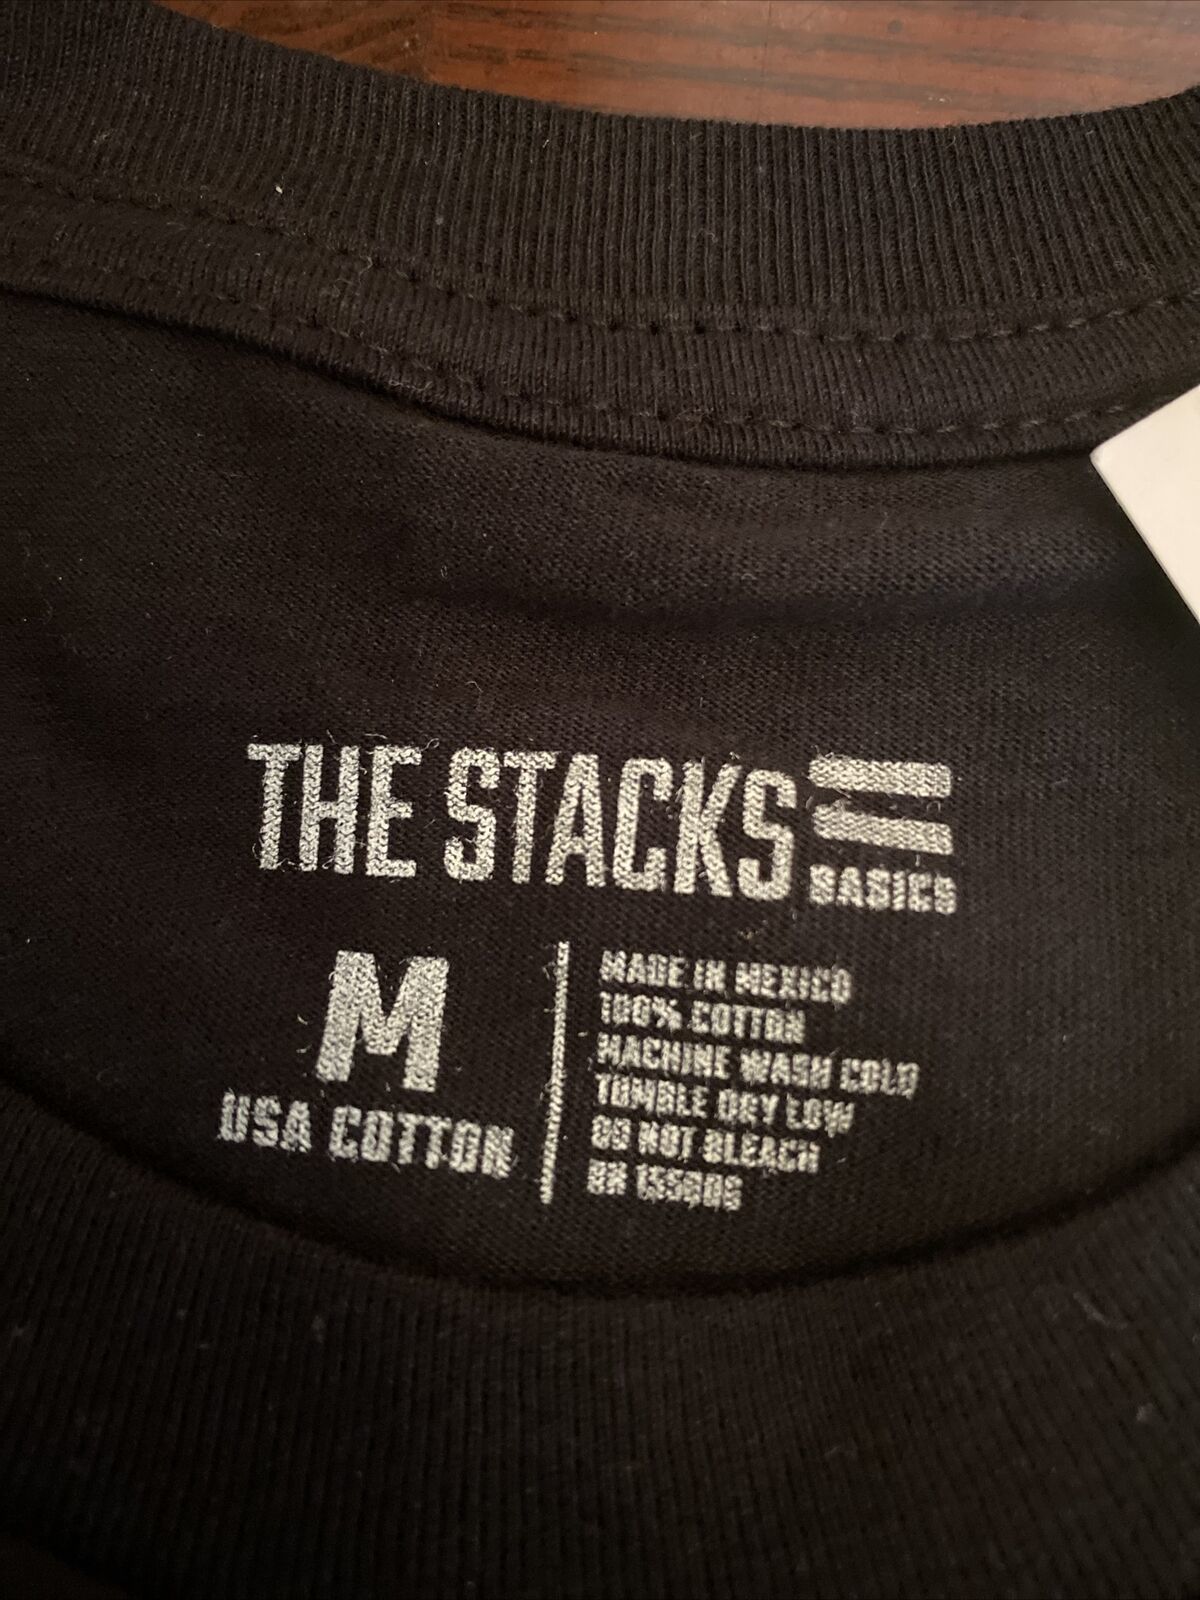 THE STACKS
BASICS
M
USA COTTON
MADE IN MEXICO
100% COTTON
MACHINE WASH COLD
TUMBLE DRY LOW
DO NOT BLEACH
RN